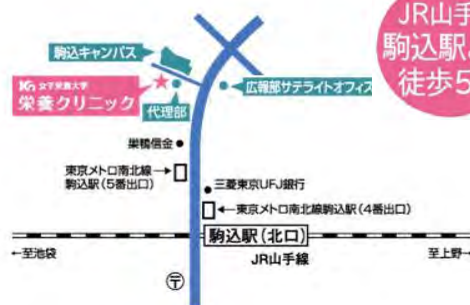 JR山手
駒込駅
徒歩5
駒込キャンパス
女子栄養大学
栄養クリニック
代理部
広報部サテライトオフィス
巣鴨信金
東京メトロ南北線→
駒込駅(5番出口)
三菱東京UFJ銀行
←東京メトロ南北線駒込駅(4番出口)
駒込駅(北口)
←至池袋
JR山手線
至上野→
〒